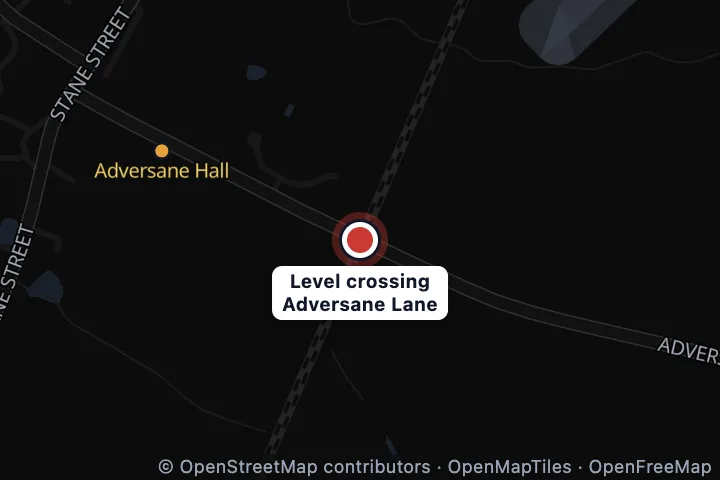 STANE STREET
Adversane Hall
NE STREET
Level crossing
Adversane Lane
ADVERS
© OpenStreetMap contributors · OpenMapTiles · OpenFreeMap